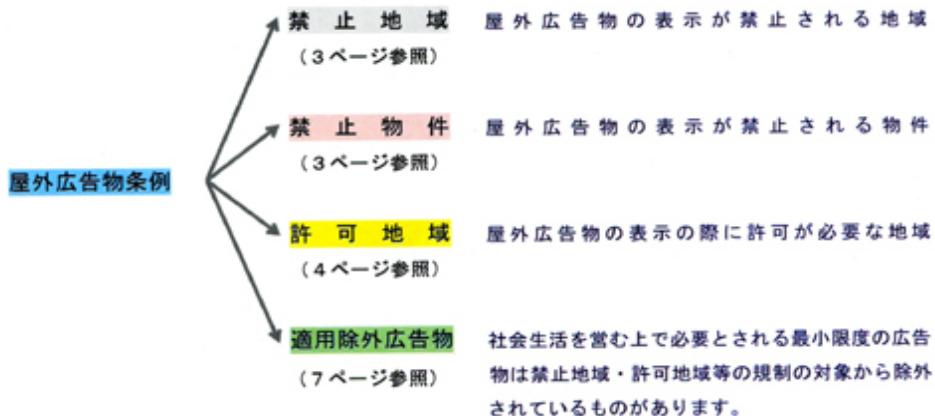 禁止地域 屋外広告物の表示が禁止される地域
(3ページ参照)
禁止物件 屋外広告物の表示が禁止される物件
(3ページ参照)
屋外広告物条例
許可地域 屋外広告物の表示の際に許可が必要な地域
(4ページ参照)
適用除外広告物 社会生活を営む上で必要とされる最小限度の広告
(7ページ参照) 物は禁止地域・許可地域等の規制の対象から除外
されているものがあります。